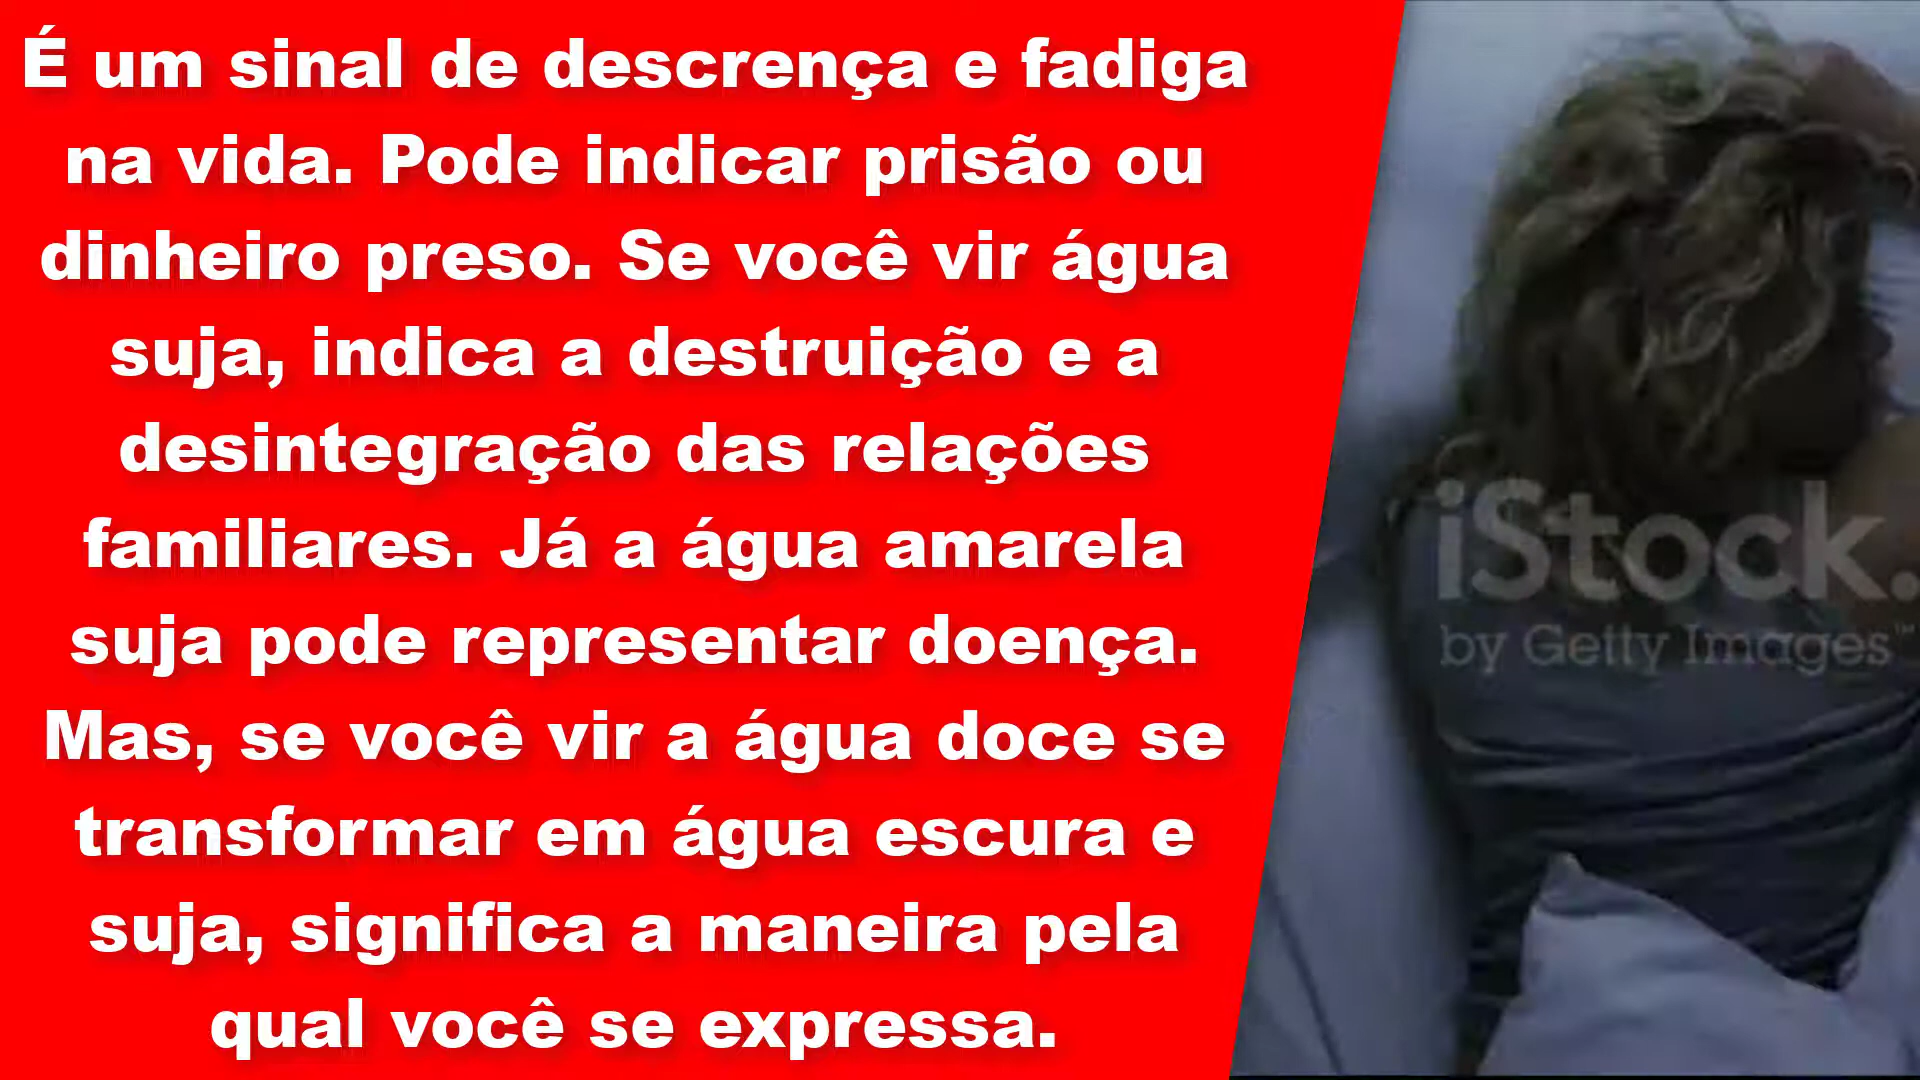 É um sinal de descrença e fadiga
na vida. Pode indicar prisão ou
dinheiro preso. Se você vir água
suja, indica a destruição e a
desintegração das relações
familiares. Já a água amarela
suja pode representar doença.
Mas, se você vir a água doce se
transformar em água escura e
suja, significa a maneira pela
qual você se expressa.
iStock.
by Getty Images™